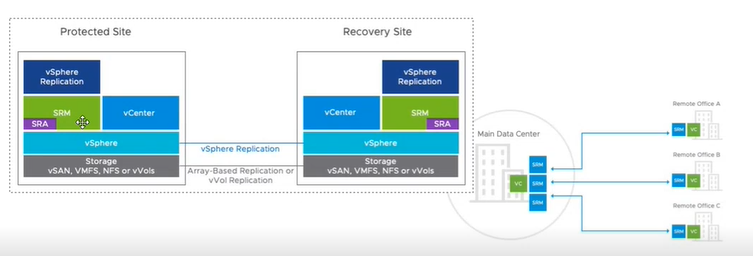 Protected Site
Recovery Site
vSphere
Replication
SRM
SRA
vCenter
vSphere
Storage
vSAN, VMFS, NFS or vVols
vSphere Replication
Array-Based Replication or
vVol Replication
vSphere
Replication
vCenter
SRM
SRA
vSphere
Storage
vSAN, VMFS, NFS or vVols
Main Data Center
VC
SRM
SRM
SRM
Remote Office A
SRM VC
Remote Office B
SRM VC
Remote Office C
SRM VC